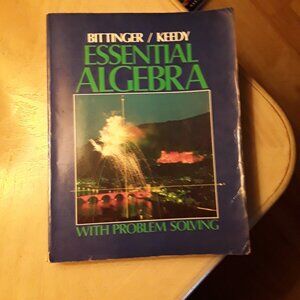 BITTINGER / KEEDY
ESSENTIAL
ALGEBRA
WITH PROBLEM SOLVING